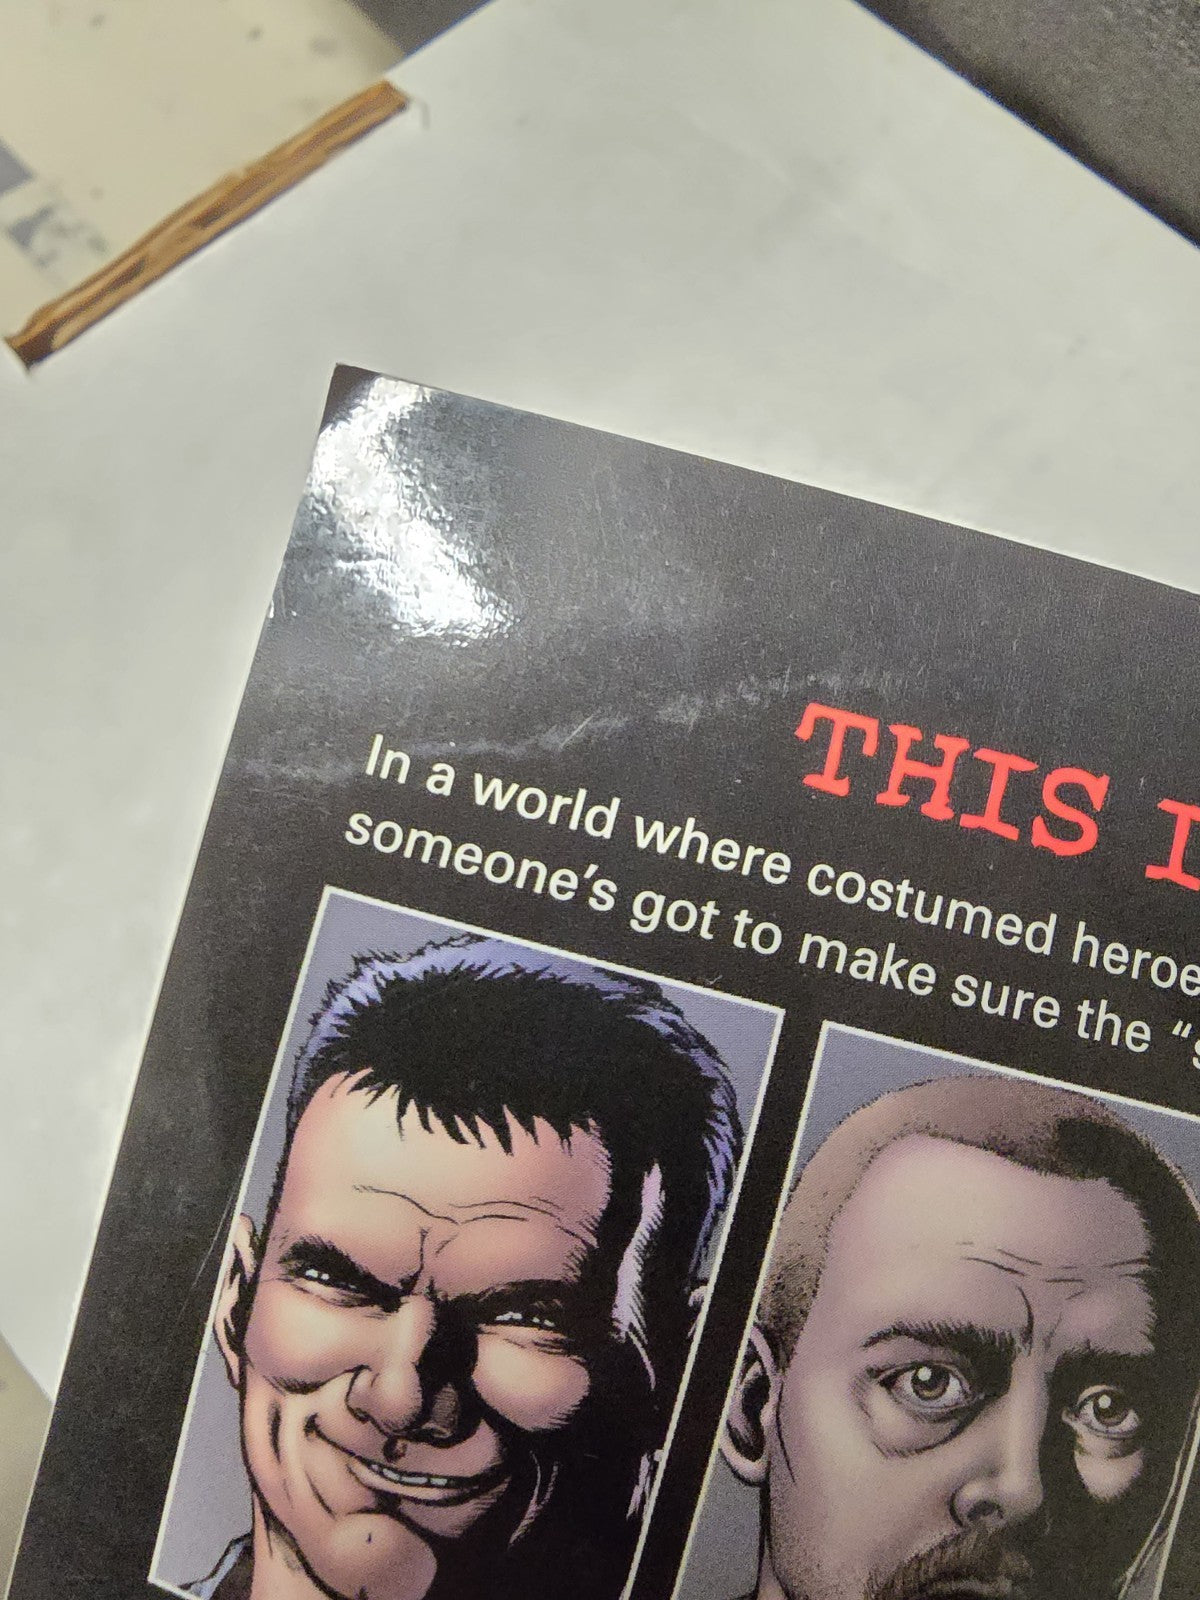 THIS I
In a world where costumed heroe
someone's got to make sure the "s